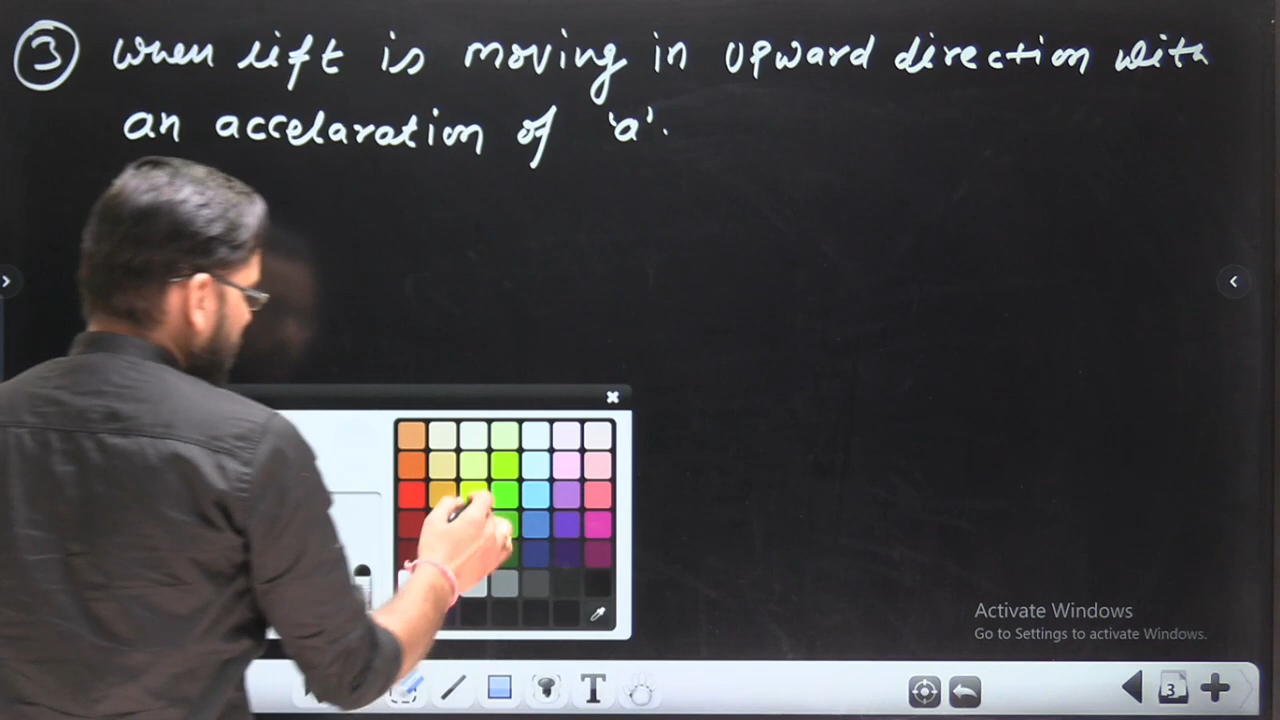 3 when lift is moving in upward direction with
an accelaration of 'a'.
Activate Windows
Go to Settings to activate Windows.
T
3